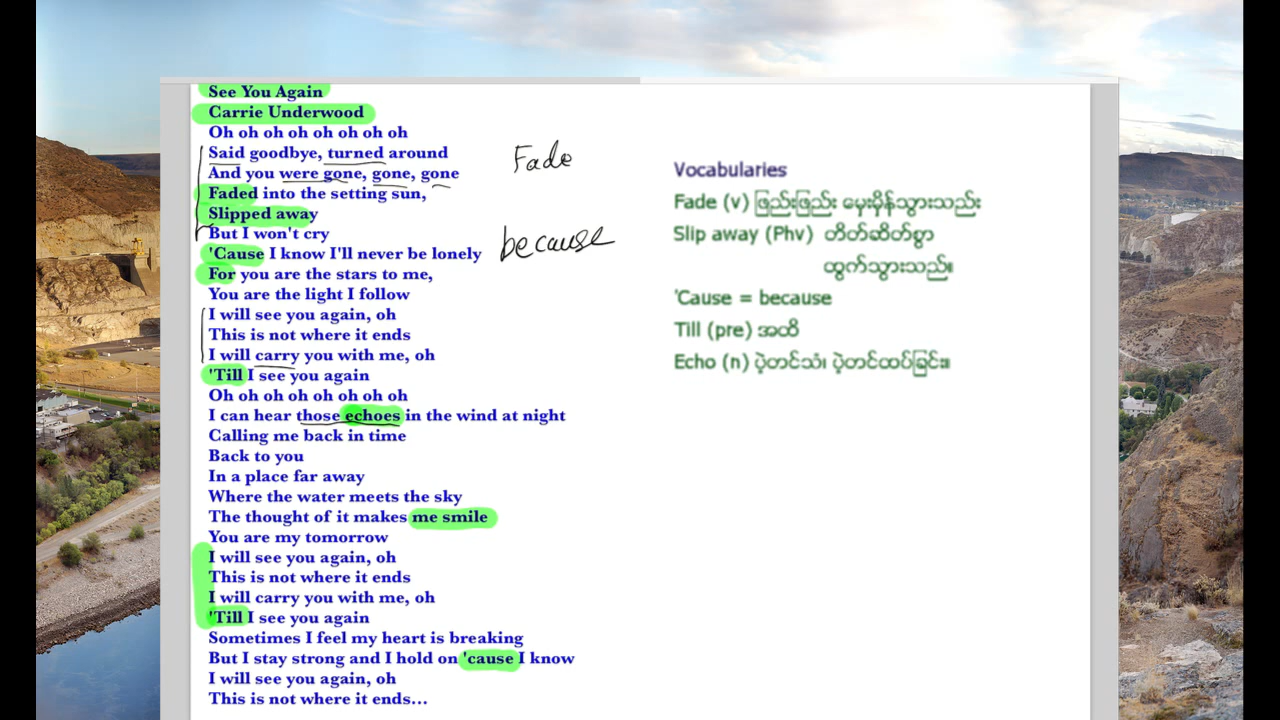 See You Again
Carrie Underwood
Oh oh oh oh oh oh oh oh
Said goodbye, turned around
And you were gone, gone, gone
Faded into the setting sun,
Slipped away
But I won't cry
'Cause I know I'll never be lonely
For you are the stars to me,
You are the light I follow
I will see you again, oh
This is not where it ends
I will carry you with me, oh
'Till I see you again
Oh oh oh oh oh oh oh oh
I can hear those echoes in the wind at night
Calling me back in time
Back to you
In a place far away
Where the water meets the sky
The thought of it makes me smile
You are my tomorrow
I will see you again, oh
This is not where it ends
I will carry you with me, oh
'Till I see you again
Sometimes I feel my heart is breaking
But I stay strong and I hold on 'cause I know
I will see you again, oh
This is not where it ends...
Fade
because
Vocabularies
Fade (v) ဖြည်းဖြည်း မှေးမှိန်သွားသည်း
Slip away (Phv) တိတ်ဆိတ်စွာ
ထွက်သွားသည်။
'Cause = because
Till (pre) အထိ
Echo (n) ပဲ့တင်သံ၊ ပဲ့တင်ထပ်ခြင်း။